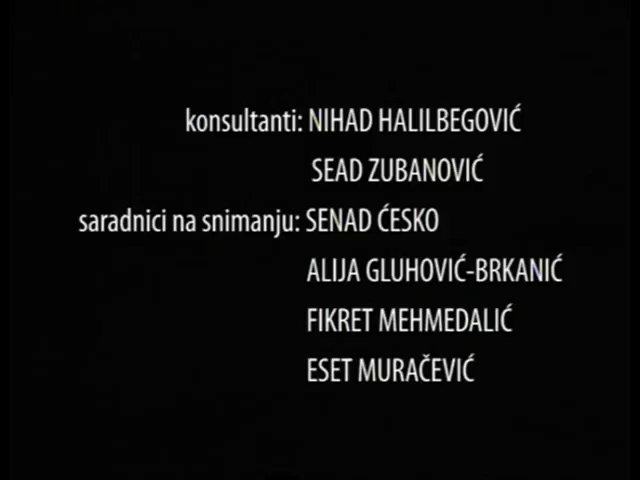 konsultanti: NIHAD HALILBEGOVIĆ
SEAD ZUBANOVIĆ
saradnici na snimanju: SENAD ĆESKO
ALIJA GLUHOVIĆ-BRKANIĆ
FIKRET MEHMEDALIĆ
ESET MURAČEVIĆ